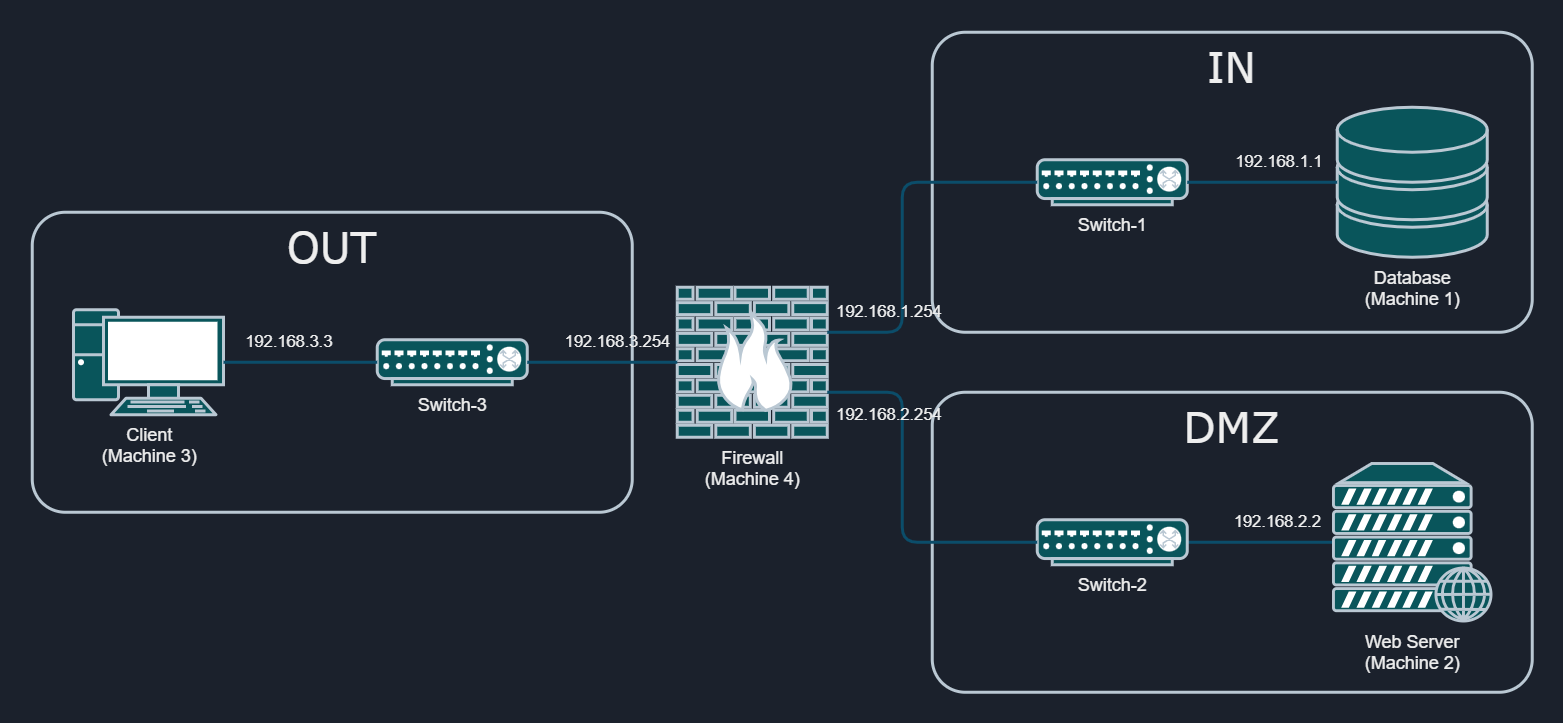 OUT
192.168.3.3
192.168.3.254
Switch-3
Client
(Machine 3)
Firewall
(Machine 4)
192.168.1.254
192.168.2.254
IN
192.168.1.1
Switch-1
Database
(Machine 1)
DMZ
192.168.2.2
Switch-2
Web Server
(Machine 2)